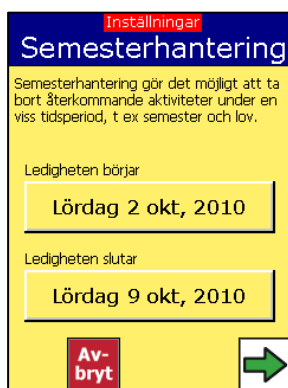 Inställningar
Semesterhantering
Semesterhantering gör det möjligt att ta
bort återkommande aktiviteter under en
viss tidsperiod, t ex semester och lov.
Ledigheten börjar
Lördag 2 okt, 2010
Ledigheten slutar
Lördag 9 okt, 2010
Av-
bryt